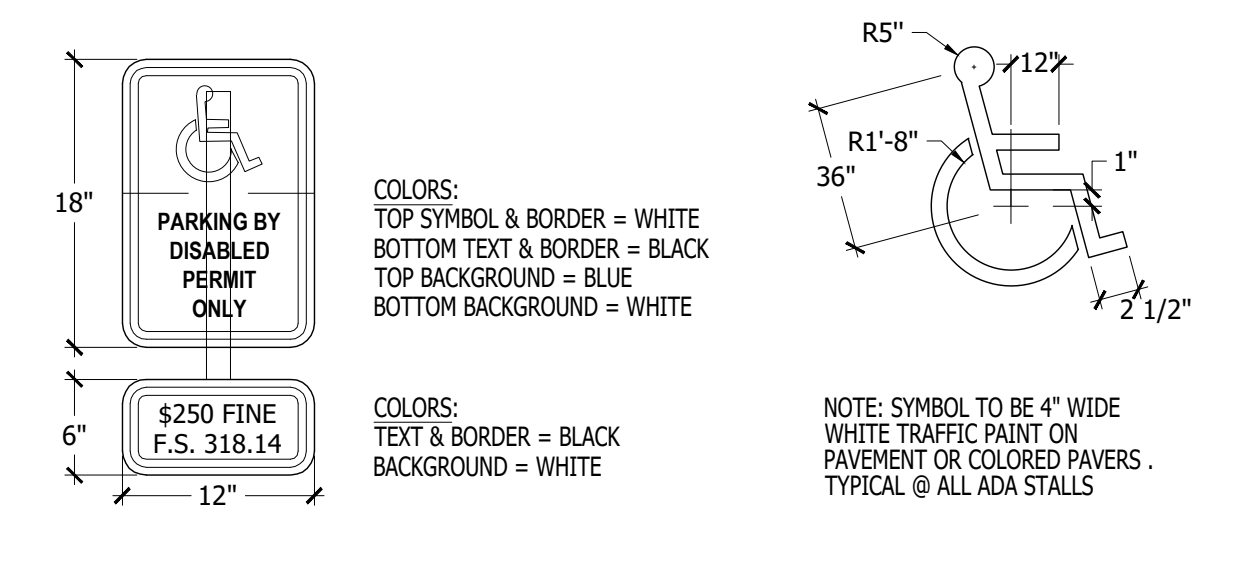 18"
PARKING BY
DISABLED
PERMIT
ONLY
6"
$250 FINE
F.S. 318.14
12"
COLORS:
TOP SYMBOL & BORDER = WHITE
BOTTOM TEXT & BORDER = BLACK
TOP BACKGROUND = BLUE
BOTTOM BACKGROUND = WHITE
COLORS:
TEXT & BORDER = BLACK
BACKGROUND = WHITE
R5"
12"
R1'-8"
36"
1"
2 1/2"
NOTE: SYMBOL TO BE 4" WIDE
WHITE TRAFFIC PAINT ON
PAVEMENT OR COLORED PAVERS .
TYPICAL @ ALL ADA STALLS